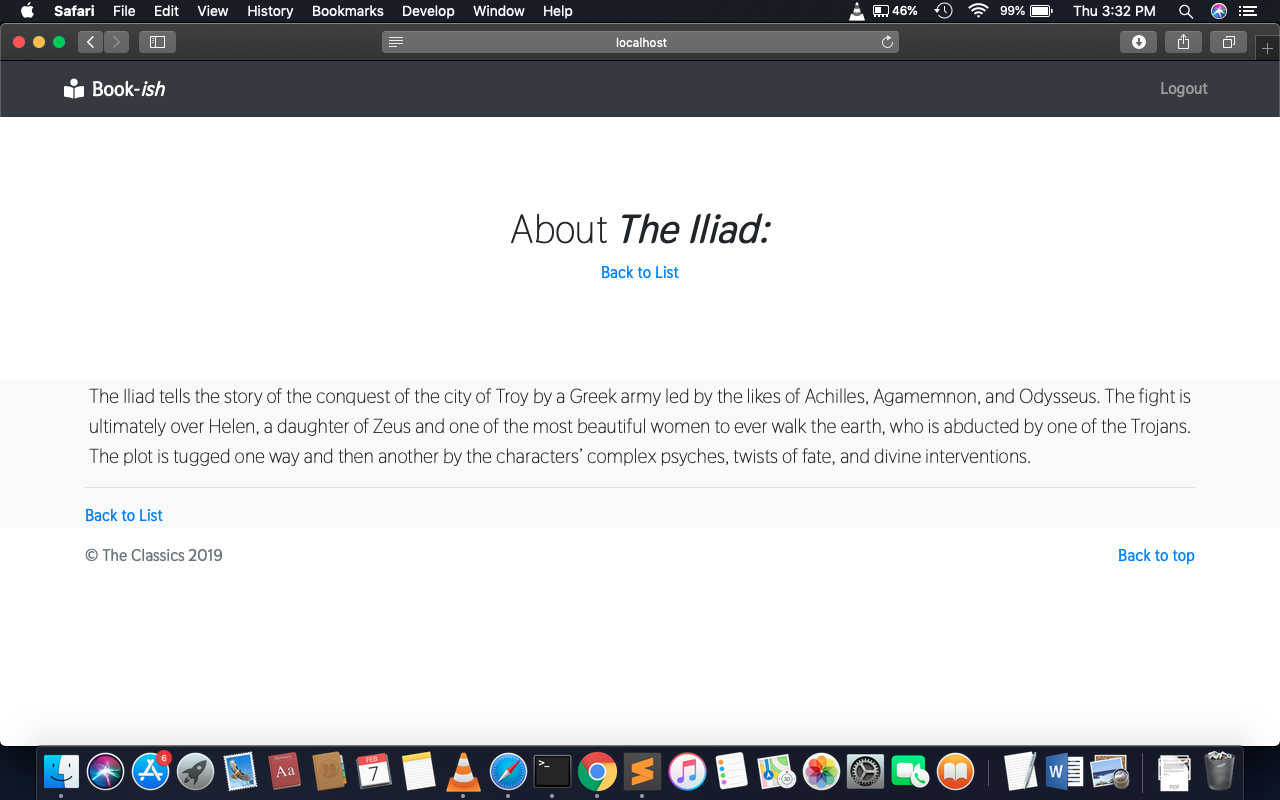 Safari File Edit View History Bookmarks Develop Window Help 46% 99% Thu 3:32 PM
localhost
Book-ish Logout
About The Iliad:
Back to List
The Iliad tells the story of the conquest of the city of Troy by a Greek army led by the likes of Achilles, Agamemnon, and Odysseus. The fight is
ultimately over Helen, a daughter of Zeus and one of the most beautiful women to ever walk the earth, who is abducted by one of the Trojans.
The plot is tugged one way and then another by the characters’ complex psyches, twists of fate, and divine interventions.
Back to List
© The Classics 2019 Back to top
6
Aa
FEB
7
>_
30
W
PDF